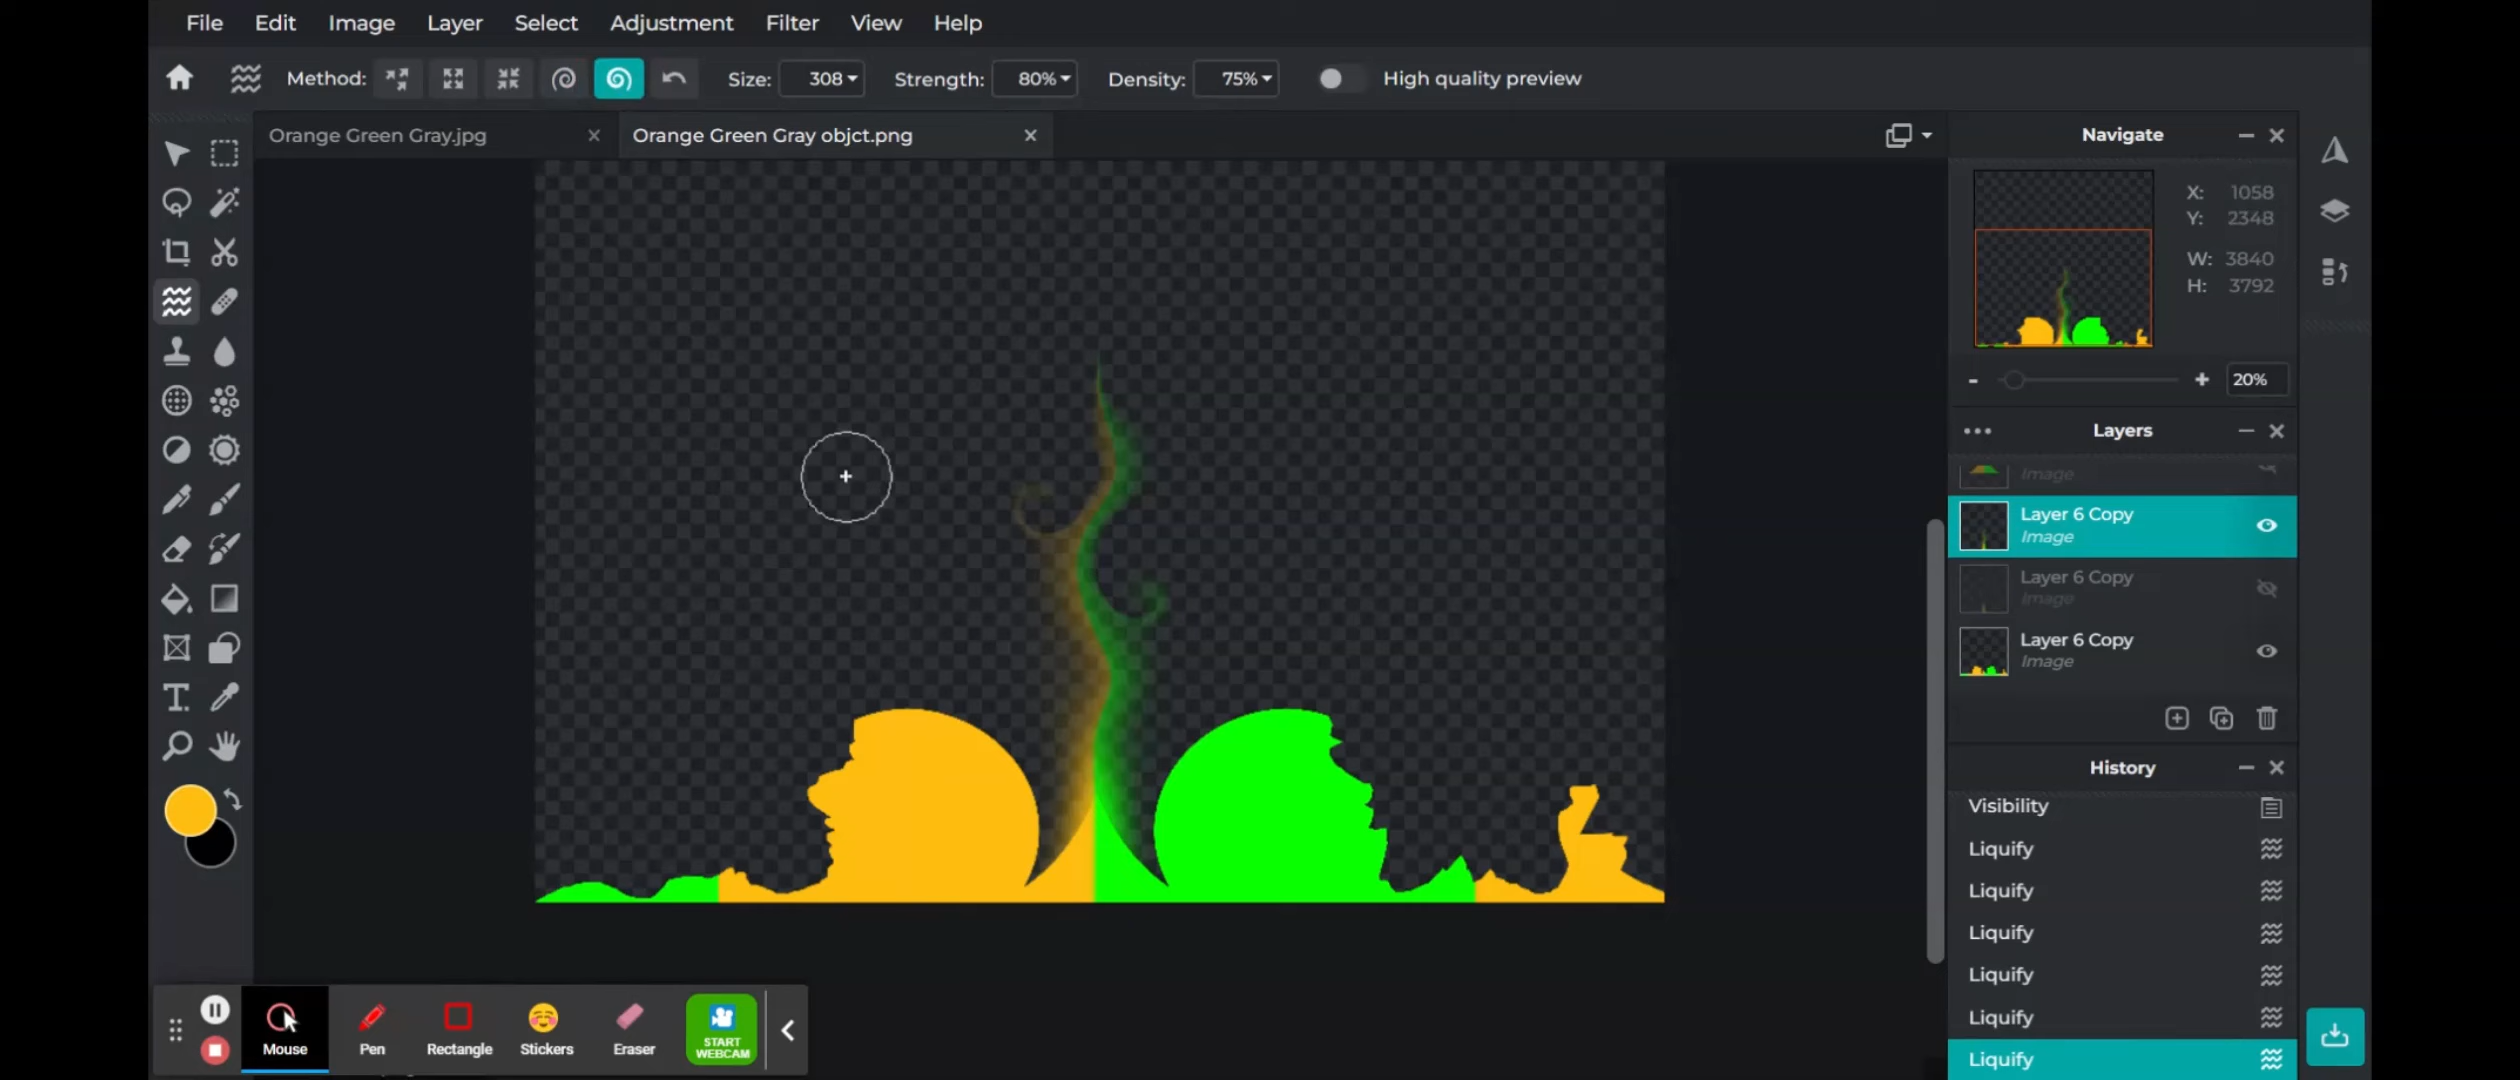 File Edit Image Layer Select Adjustment Filter View Help
Method: Size: 308 Strength: 80% Density: 75% High quality preview
Orange Green Gray.jpg × Orange Green Gray objct.png ×
Navigate
X: 1058
Y: 2348
W: 3840
H: 3792
- + 20%
Layers
Image
Layer 6 Copy
Image
Layer 6 Copy
Image
Layer 6 Copy
Image
History
Visibility
Liquify
Liquify
Liquify
Liquify
Liquify
Liquify
T.
Mouse Pen Rectangle Stickers Eraser START
WEBCAM